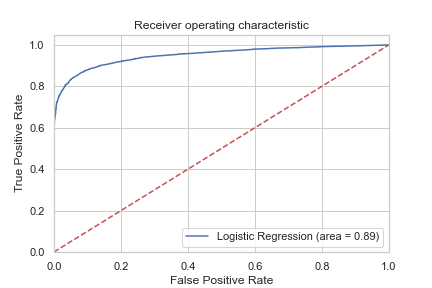 Receiver operating characteristic
1.0
0.8
0.6
0.4
0.2
0.0
True Positive Rate
Logistic Regression (area = 0.89)
0.0 0.2 0.4 0.6 0.8 1.0
False Positive Rate